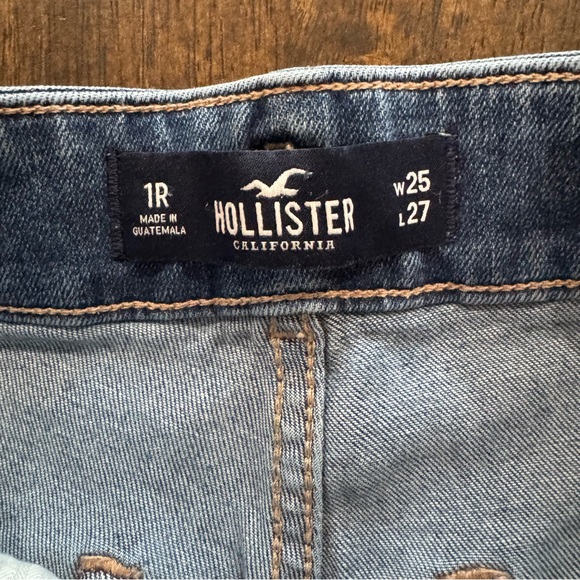 1R
MADE IN
GUATEMALA
HOLLISTER
CALIFORNIA
W25
L27